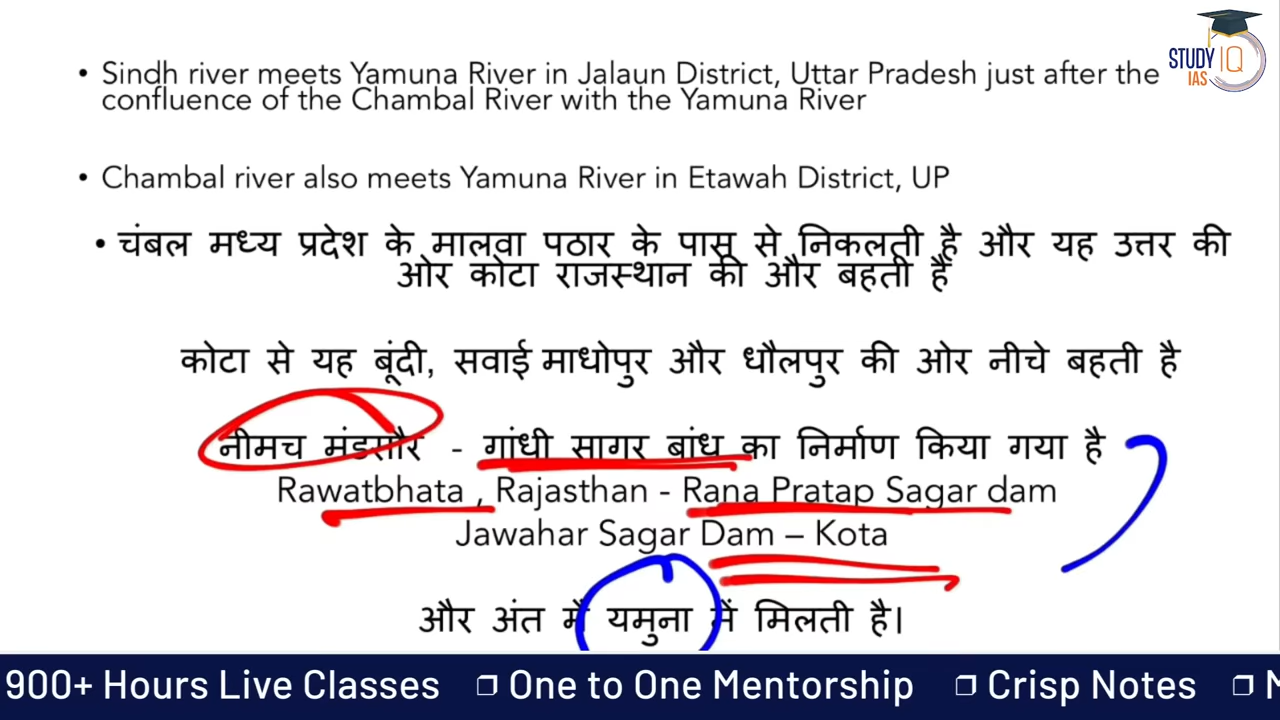 STUDY IQ
IAS
• Sindh river meets Yamuna River in Jalaun District, Uttar Pradesh just after the
confluence of the Chambal River with the Yamuna River
• Chambal river also meets Yamuna River in Etawah District, UP
• चंबल मध्य प्रदेश के मालवा पठार के पास से निकलती है और यह उत्तर की
ओर कोटा राजस्थान की और बहती है
कोटा से यह बूंदी, सवाई माधोपुर और धौलपुर की ओर नीचे बहती है
नीमच मंडसौर - गांधी सागर बांध का निर्माण किया गया है
Rawatbhata , Rajasthan - Rana Pratap Sagar dam
Jawahar Sagar Dam – Kota
और अंत में यमुना में मिलती है।
900+ Hours Live Classes ❐ One to One Mentorship ❐ Crisp Notes ❐ M